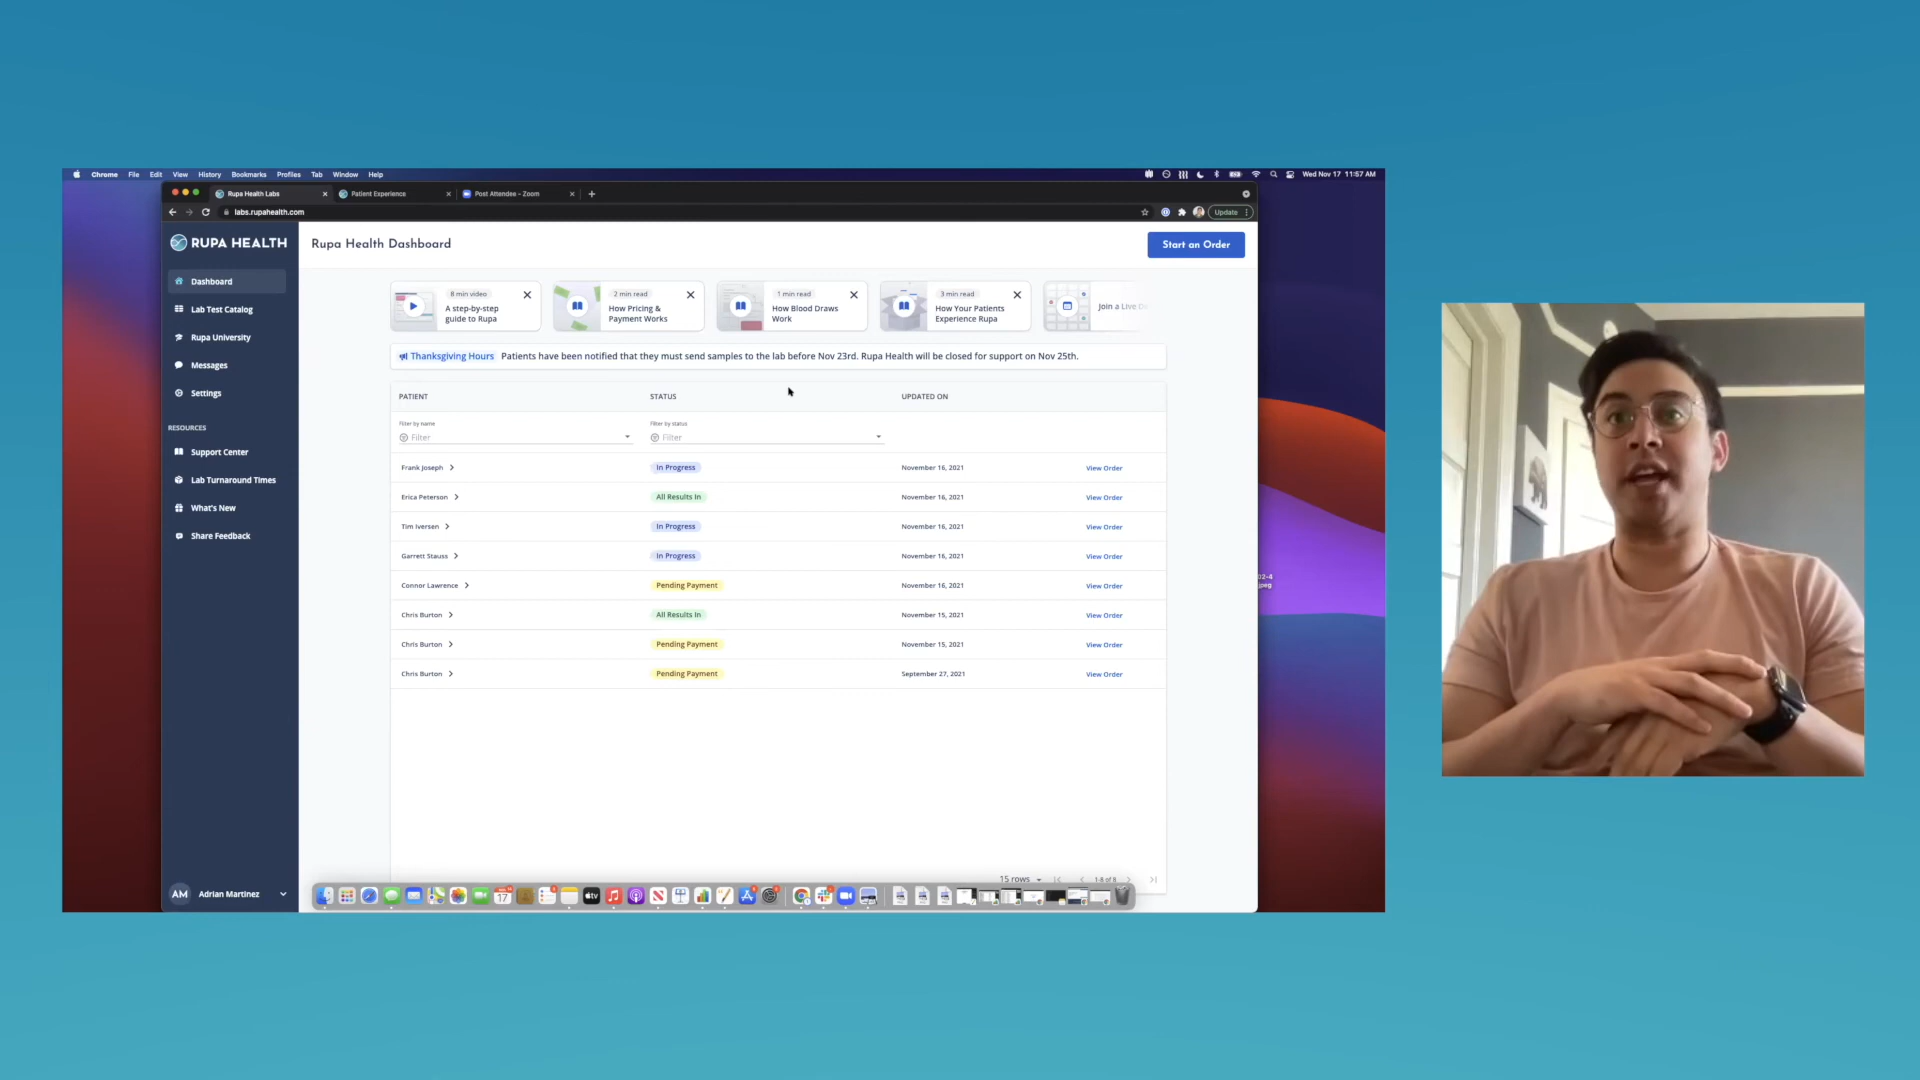 Chrome File Edit View History Bookmarks Profiles Tab Window Help
Wed Nov 17 11:57 AM
Rupa Health Labs
Patient Experience
Post Attendee - Zoom
labs.rupahealth.com
Update
RUPA HEALTH
Rupa Health Dashboard
Start an Order
Dashboard
Lab Test Catalog
Rupa University
Messages
Settings
RESOURCES
Support Center
Lab Turnaround Times
What's New
Share Feedback
AM Adrian Martinez
8 min video
A step-by-step
guide to Rupa
2 min read
How Pricing &
Payment Works
1 min read
How Blood Draws
Work
3 min read
How Your Patients
Experience Rupa
Join a Live
Thanksgiving Hours Patients have been notified that they must send samples to the lab before Nov 23rd. Rupa Health will be closed for support on Nov 25th.
PATIENT STATUS UPDATED ON
Filter by name Filter by status
Filter Filter
Frank Joseph In Progress November 16, 2021 View Order
Erica Peterson All Results In November 16, 2021 View Order
Tim Iversen In Progress November 16, 2021 View Order
Garrett Stauss In Progress November 16, 2021 View Order
Connor Lawrence Pending Payment November 16, 2021 View Order
Chris Burton All Results In November 15, 2021 View Order
Chris Burton Pending Payment November 15, 2021 View Order
Chris Burton Pending Payment September 27, 2021 View Order
15 rows 1-8 of 8
02-4
jpeg
17
tv